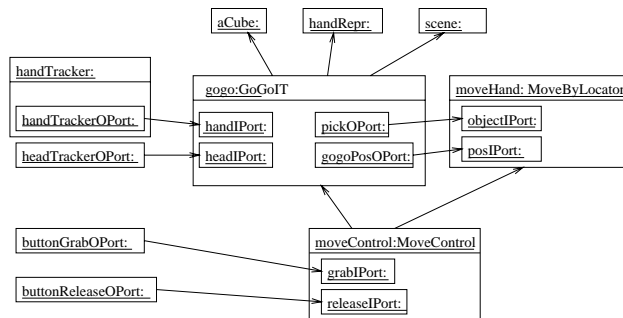 aCube:
handRepr:
scene:
handTracker:
gogo:GoGoIT
moveHand: MoveByLocator
handTrackerOPort:
handIPort:
pickOPort:
objectIPort:
headTrackerOPort:
headIPort:
gogoPosOPort:
posIPort:
buttonGrabOPort:
moveControl:MoveControl
grabIPort:
buttonReleaseOPort:
releaseIPort: